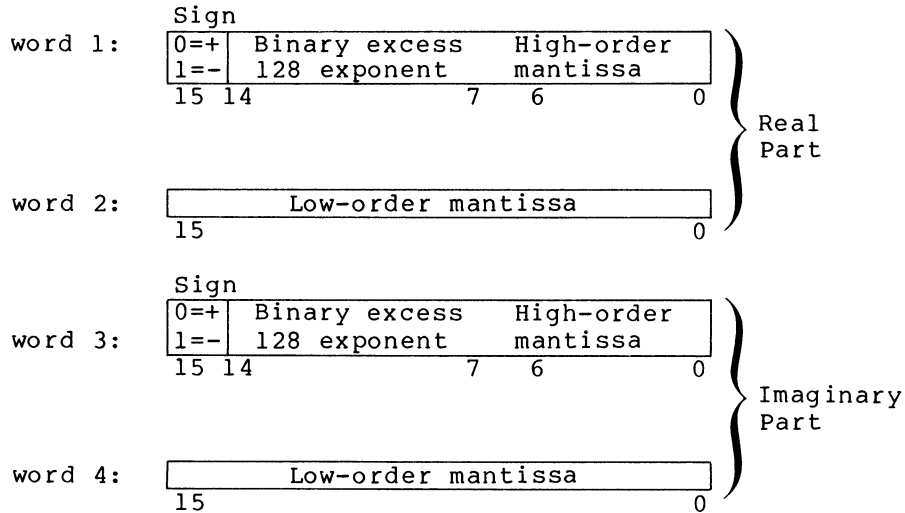 Sign
word 1: 0=+ Binary excess High-order
1=- 128 exponent mantissa
15 14 7 6 0
Real
Part
word 2: Low-order mantissa
15 0
Sign
0=+ Binary excess High-order
word 3: 1=- 128 exponent mantissa
15 14 7 6 0
Imaginary
Part
word 4: Low-order mantissa
15 0